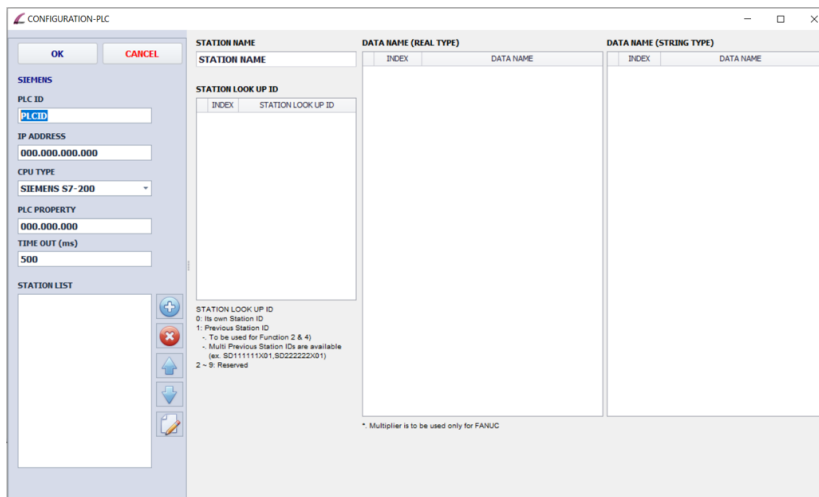 CONFIGURATION-PLC
OK
CANCEL
SIEMENS
PLC ID
PLCID
IP ADDRESS
000.000.000.000
CPU TYPE
SIEMENS S7-200
PLC PROPERTY
000.000.000
TIME OUT (ms)
500
STATION LIST
STATION NAME
STATION NAME
STATION LOOK UP ID
INDEX STATION LOOK UP ID
STATION LOOK UP ID
0: Its own Station ID
1: Previous Station ID
-. To be used for Function 2 & 4)
-. Multi Previous Station IDs are available
(ex. SD111111X01,SD222222X01)
2 ~ 9: Reserved
DATA NAME (REAL TYPE)
INDEX DATA NAME
*. Multiplier is to be used only for FANUC
DATA NAME (STRING TYPE)
INDEX DATA NAME